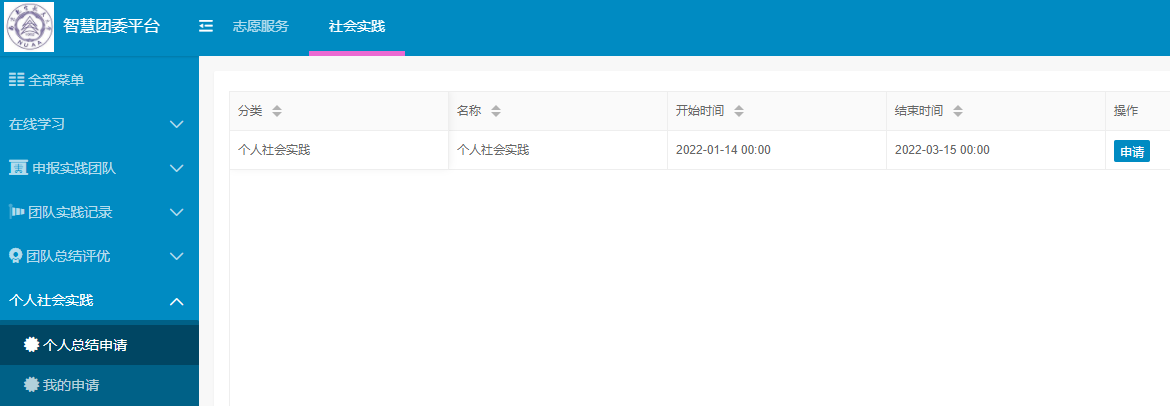 智慧团委平台
志愿服务
社会实践
全部菜单
在线学习
申报实践团队
团队实践记录
团队总结评优
个人社会实践
个人总结申请
我的申请
分类 名称 开始时间 结束时间 操作
个人社会实践 个人社会实践 2022-01-14 00:00 2022-03-15 00:00 申请